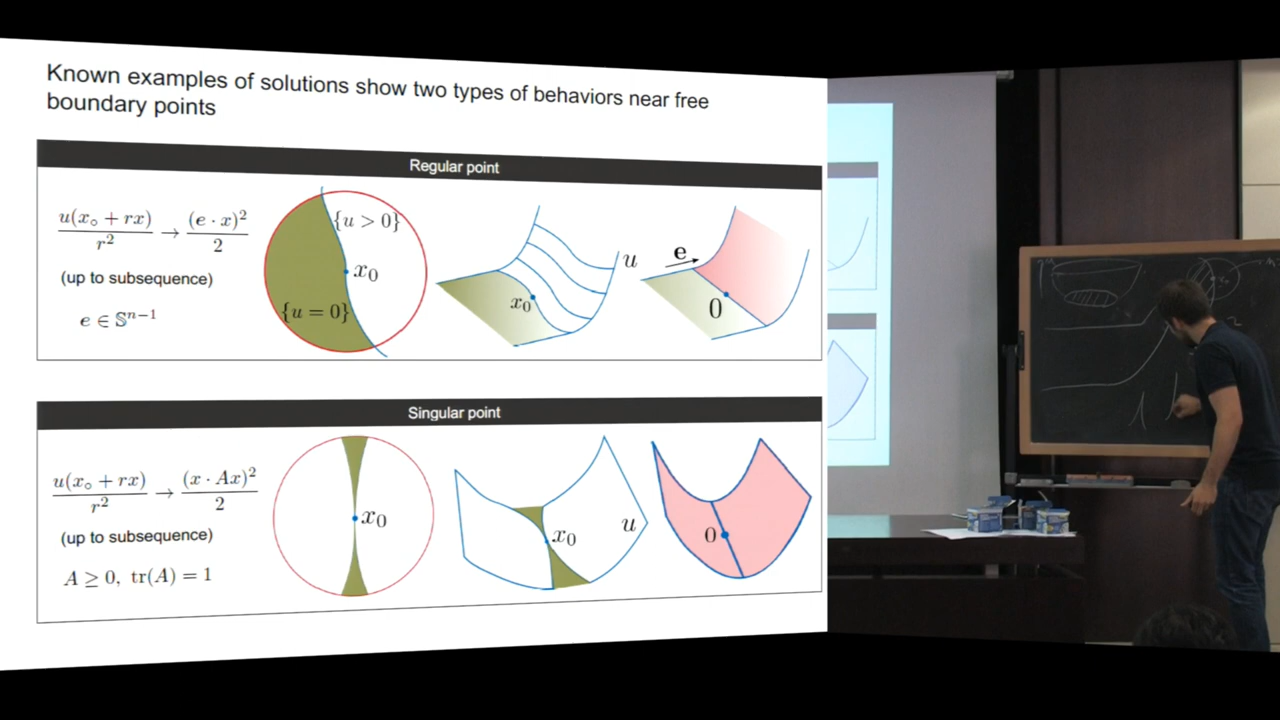 Known examples of solutions show two types of behaviors near free
boundary points
Regular point
u(x₀ + rx) / r² → (e · x)² / 2
(up to subsequence)
e ∈ 𝕊ⁿ⁻¹
{u > 0}
x₀
{u = 0}
x₀
u
e
0
Singular point
u(x₀ + rx) / r² → (x · Ax)² / 2
(up to subsequence)
A ≥ 0, tr(A) = 1
x₀
x₀
u
0